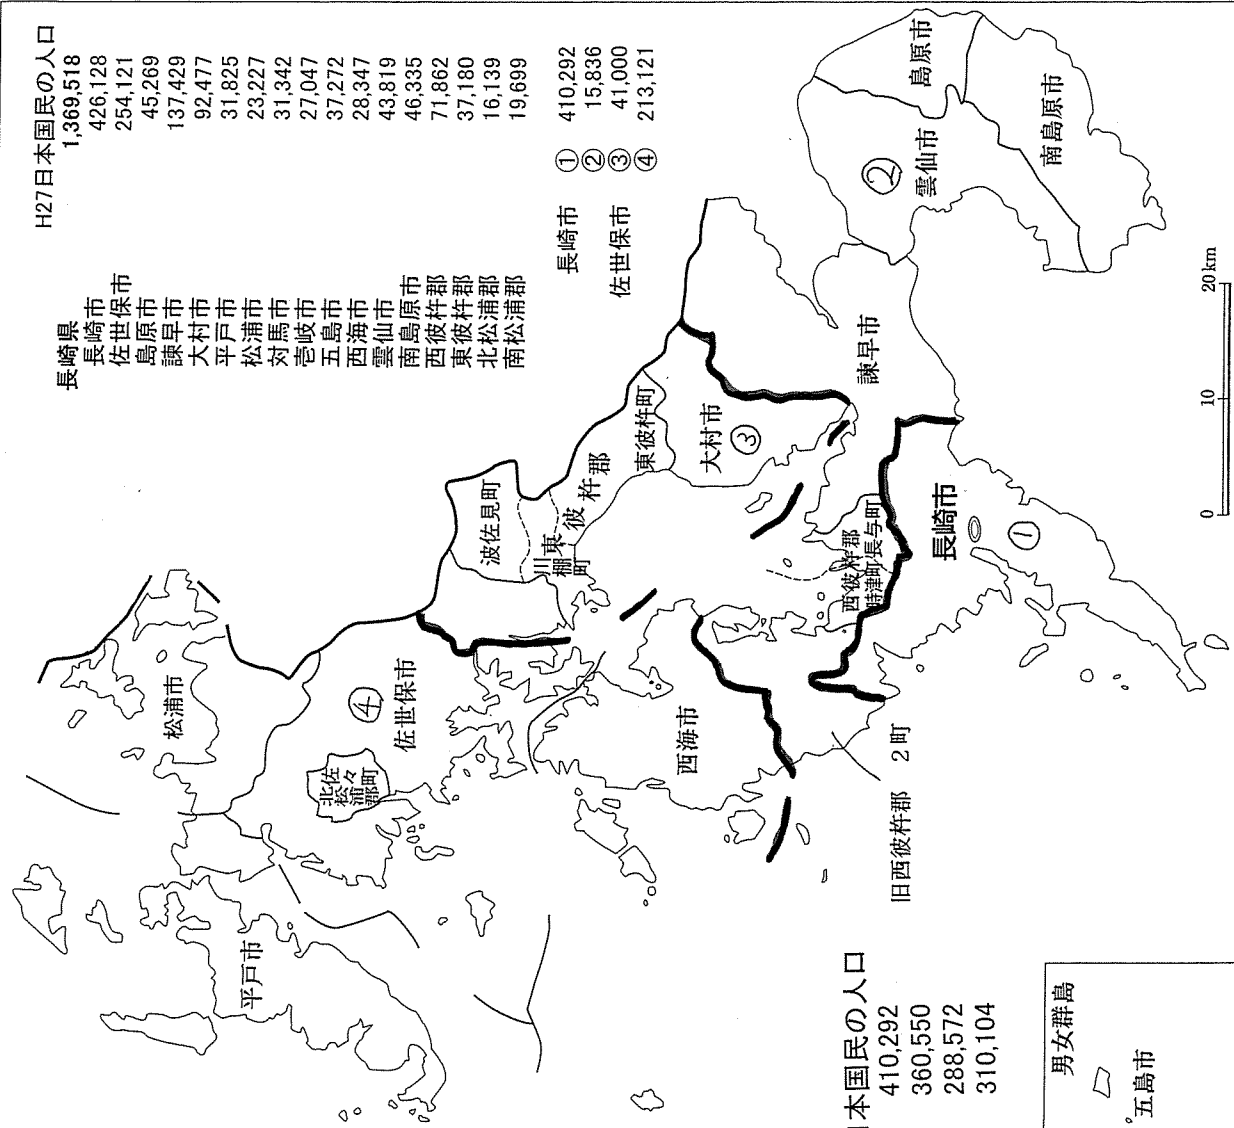 H27日本国民の人口
長崎県 1,369,518
長崎市 426,128
佐世保市 254,121
島原市 45,269
諫早市 137,429
大村市 92,477
平戸市 31,825
松浦市 23,227
対馬市 31,342
壱岐市 27,047
五島市 37,272
西海市 28,347
雲仙市 43,819
南島原市 46,335
西彼杵郡 71,862
東彼杵郡 37,180
北松浦郡 16,139
南松浦郡 19,699
長崎市 ① 410,292
② 15,836
佐世保市 ③ 41,000
④ 213,121
松浦市
平戸市
北松浦郡
佐々町
④
佐世保市
波佐見町
川棚町
東彼杵郡
東彼杵町
大村市
③
西海市
西彼杵郡
時津町
長与町
諫早市
②
雲仙市
島原市
南島原市
長崎市
①
旧西彼杵郡 2町
0 10 20km
本国民の人口
410,292
360,550
288,572
310,104
男女群島
五島市